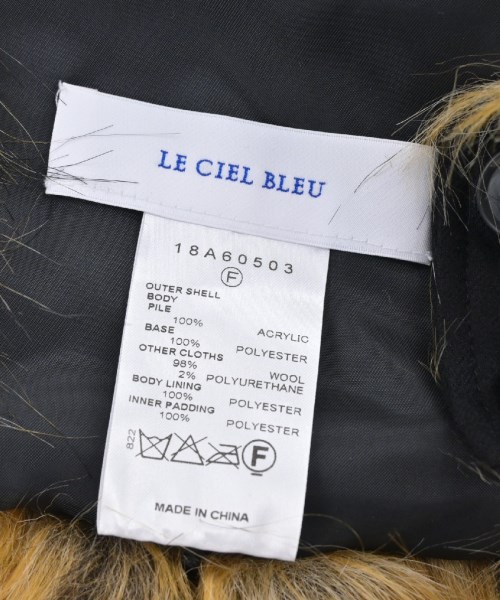 LE CIEL BLEU
18A60503
F
OUTER SHELL
BODY
PILE
100% ACRYLIC
BASE
100% POLYESTER
OTHER CLOTHS
98% WOOL
2% POLYURETHANE
BODY LINING
100% POLYESTER
INNER PADDING
100% POLYESTER
822
F
MADE IN CHINA